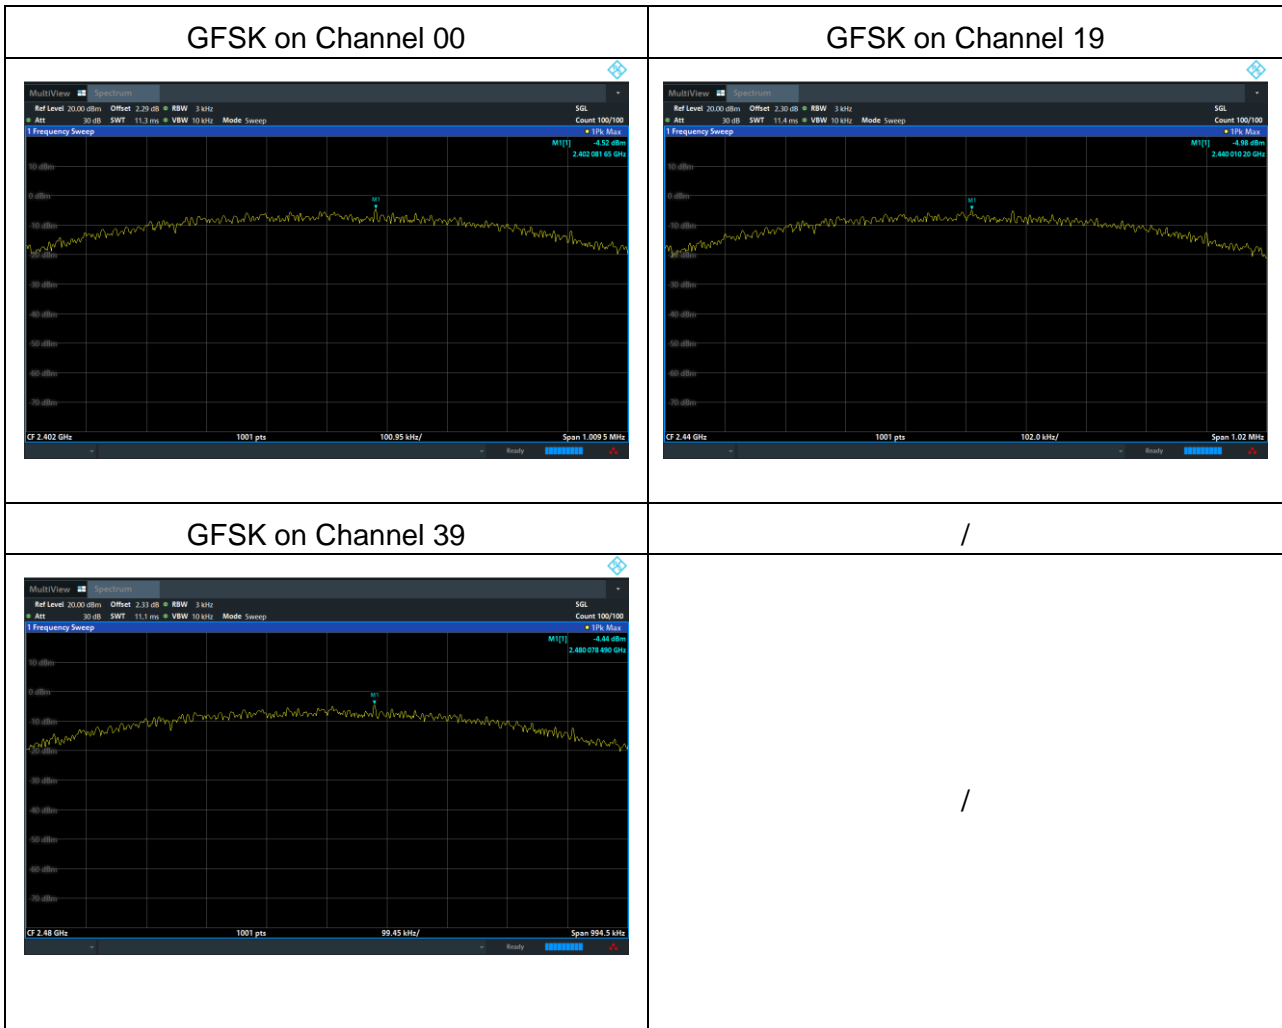 GFSK on Channel 00
GFSK on Channel 19
MultiView Spectrum
Ref Level 20.00 dBm Offset 2.29 dB RBW 3 kHz SGL
Att 30 dB SWT 11.3 ms VBW 10 kHz Mode Sweep Count 100/100
1 Frequency Sweep 1Pk Max
M1[1] -4.52 dBm
2.402 081 65 GHz
10 dBm
M1
0 dBm
-10 dBm
-20 dBm
-30 dBm
-40 dBm
-50 dBm
-60 dBm
-70 dBm
CF 2.402 GHz 1001 pts 100.95 kHz/ Span 1.009 5 MHz
Ready
MultiView Spectrum
Ref Level 20.00 dBm Offset 2.30 dB RBW 3 kHz SGL
Att 30 dB SWT 11.4 ms VBW 10 kHz Mode Sweep Count 100/100
1 Frequency Sweep 1Pk Max
M1[1] -4.98 dBm
2.440 010 20 GHz
10 dBm
0 dBm
M1
-10 dBm
-20 dBm
-30 dBm
-40 dBm
-50 dBm
-60 dBm
-70 dBm
CF 2.44 GHz 1001 pts 102.0 kHz/ Span 1.02 MHz
Ready
GFSK on Channel 39
/
MultiView Spectrum
Ref Level 20.00 dBm Offset 2.33 dB RBW 3 kHz SGL
Att 30 dB SWT 11.1 ms VBW 10 kHz Mode Sweep Count 100/100
1 Frequency Sweep 1Pk Max
M1[1] -4.44 dBm
2.480 078 490 GHz
10 dBm
0 dBm
M1
-10 dBm
-20 dBm
-30 dBm
-40 dBm
-50 dBm
-60 dBm
-70 dBm
CF 2.48 GHz 1001 pts 99.45 kHz/ Span 994.5 kHz
Ready
/